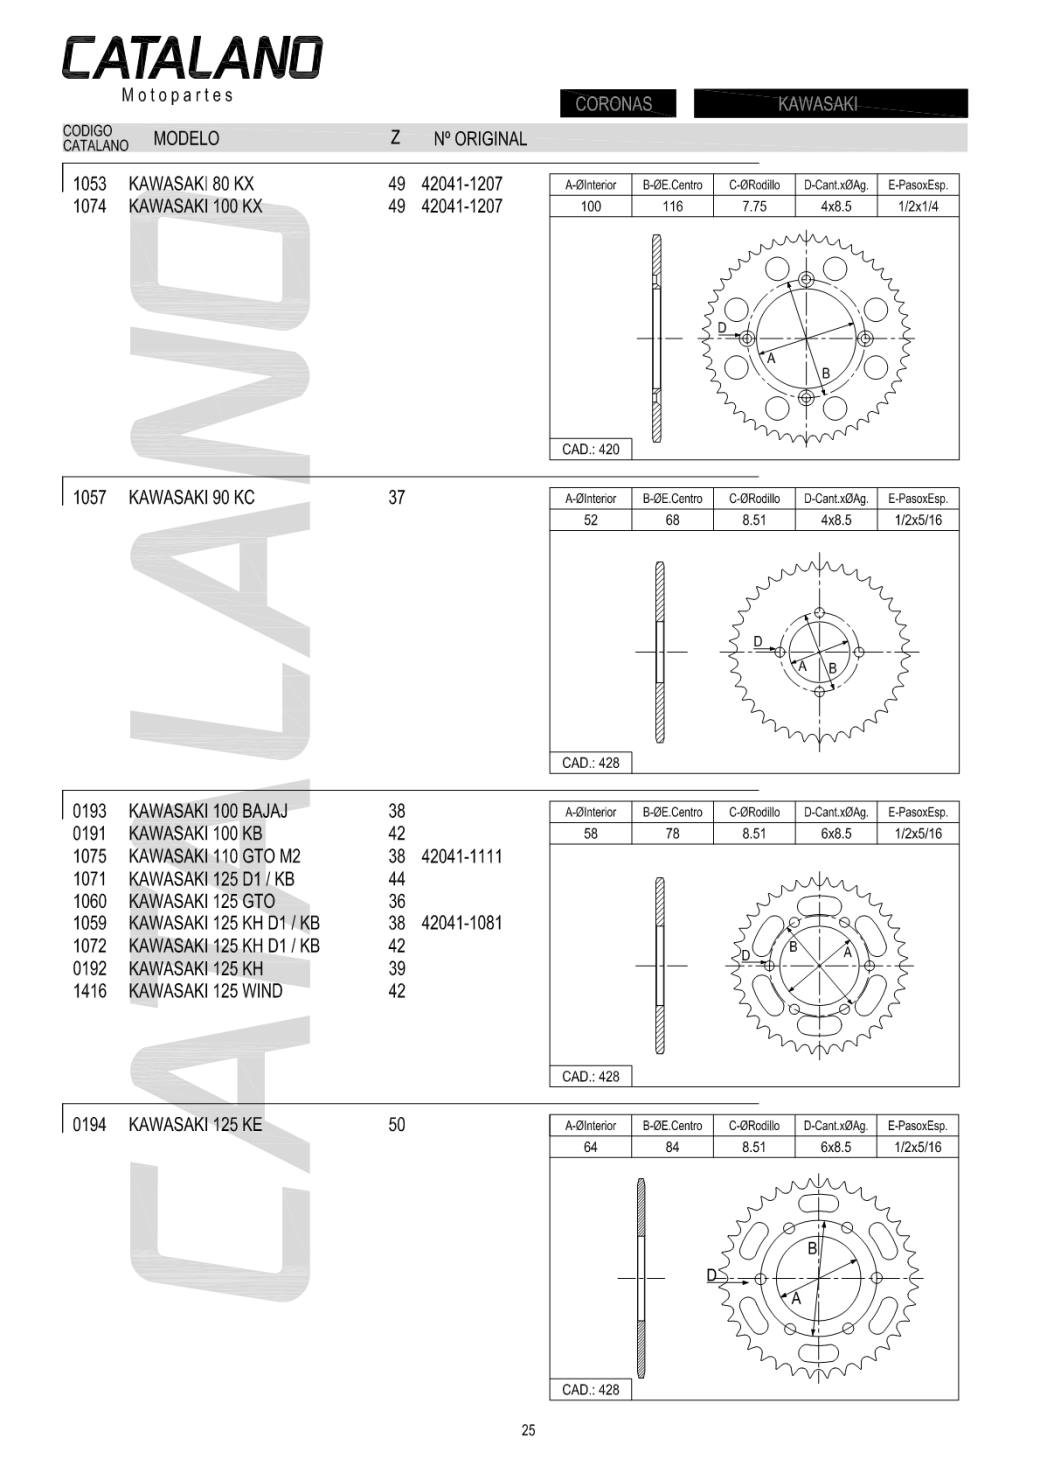 CATALANO
Motopartes
CORONAS KAWASAKI
CODIGO CATALANO MODELO Z Nº ORIGINAL
1053 KAWASAKI 80 KX 49 42041-1207
1074 KAWASAKI 100 KX 49 42041-1207
A-ØInterior B-ØE.Centro C-ØRodillo D-Cant.xØAg. E-PasoxEsp.
100 116 7.75 4x8.5 1/2x1/4
D
A
B
CAD.: 420
1057 KAWASAKI 90 KC 37
A-ØInterior B-ØE.Centro C-ØRodillo D-Cant.xØAg. E-PasoxEsp.
52 68 8.51 4x8.5 1/2x5/16
D
A B
CAD.: 428
0193 KAWASAKI 100 BAJAJ 38
0191 KAWASAKI 100 KB 42
1075 KAWASAKI 110 GTO M2 38 42041-1111
1071 KAWASAKI 125 D1 / KB 44
1060 KAWASAKI 125 GTO 36
1059 KAWASAKI 125 KH D1 / KB 38 42041-1081
1072 KAWASAKI 125 KH D1 / KB 42
0192 KAWASAKI 125 KH 39
1416 KAWASAKI 125 WIND 42
A-ØInterior B-ØE.Centro C-ØRodillo D-Cant.xØAg. E-PasoxEsp.
58 78 8.51 6x8.5 1/2x5/16
D B A
CAD.: 428
0194 KAWASAKI 125 KE 50
A-ØInterior B-ØE.Centro C-ØRodillo D-Cant.xØAg. E-PasoxEsp.
64 84 8.51 6x8.5 1/2x5/16
B
D
A
CAD.: 428
CATALANO
25